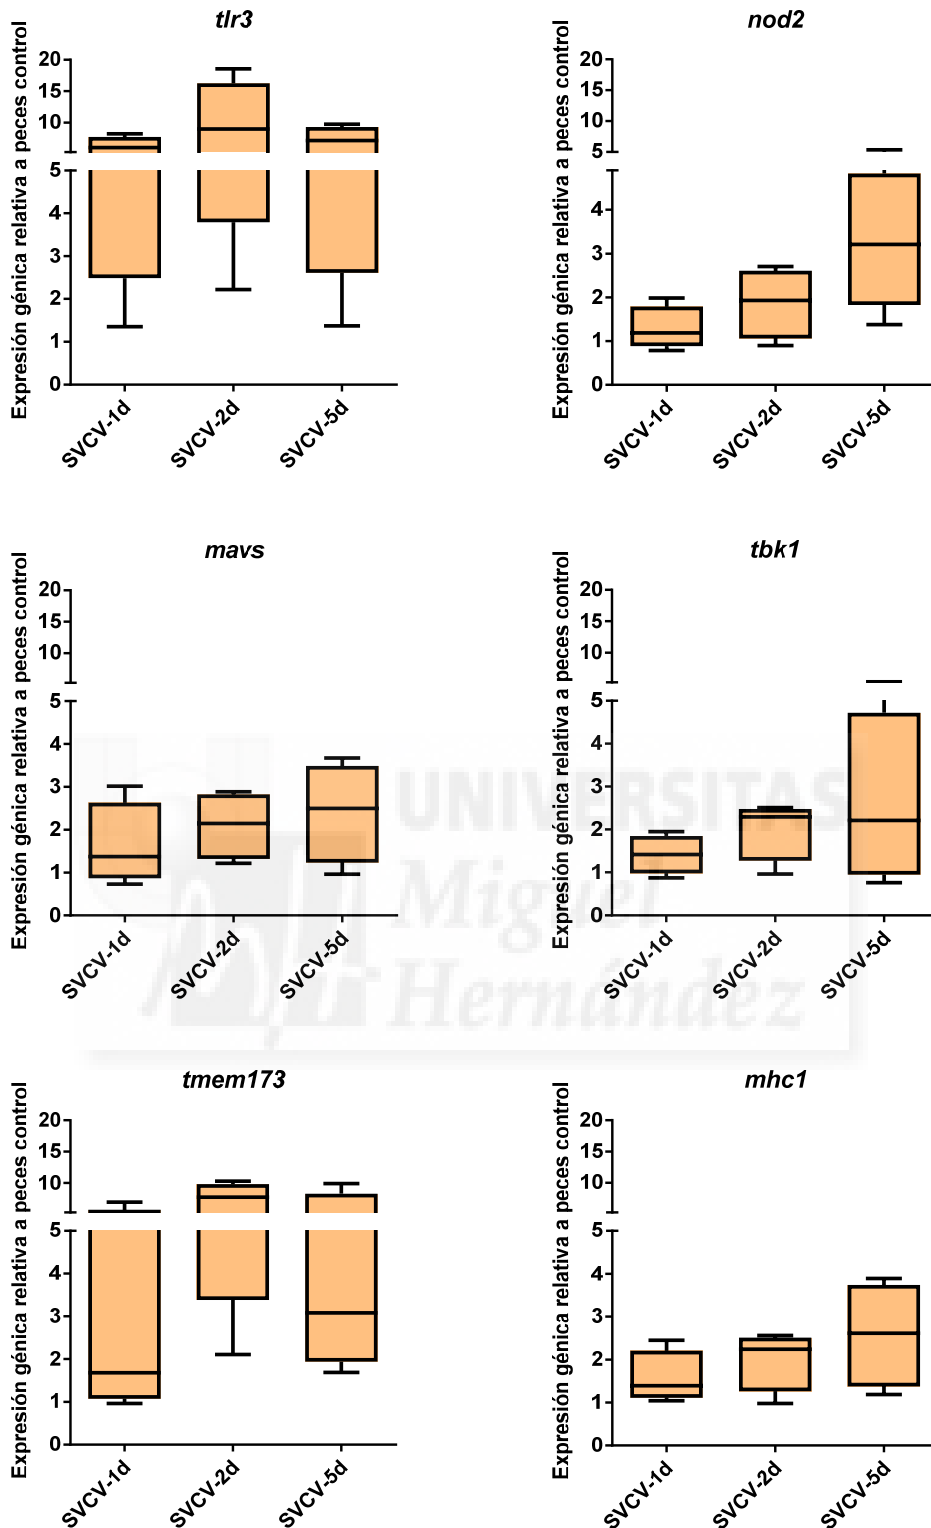 tlr3
Expresión génica relativa a peces control
20
15
10
5
4
3
2
1
0
SVCV-1d
SVCV-2d
SVCV-5d
nod2
Expresión génica relativa a peces control
20
15
10
5
4
3
2
1
0
SVCV-1d
SVCV-2d
SVCV-5d
mavs
Expresión génica relativa a peces control
20
15
10
5
4
3
2
1
0
SVCV-1d
SVCV-2d
SVCV-5d
tbk1
Expresión génica relativa a peces control
20
15
10
5
4
3
2
1
0
SVCV-1d
SVCV-2d
SVCV-5d
UNIVERSITAS
Miguel
Hernández
tmem173
Expresión génica relativa a peces control
20
15
10
5
4
3
2
1
0
SVCV-1d
SVCV-2d
SVCV-5d
mhc1
Expresión génica relativa a peces control
20
15
10
5
4
3
2
1
0
SVCV-1d
SVCV-2d
SVCV-5d